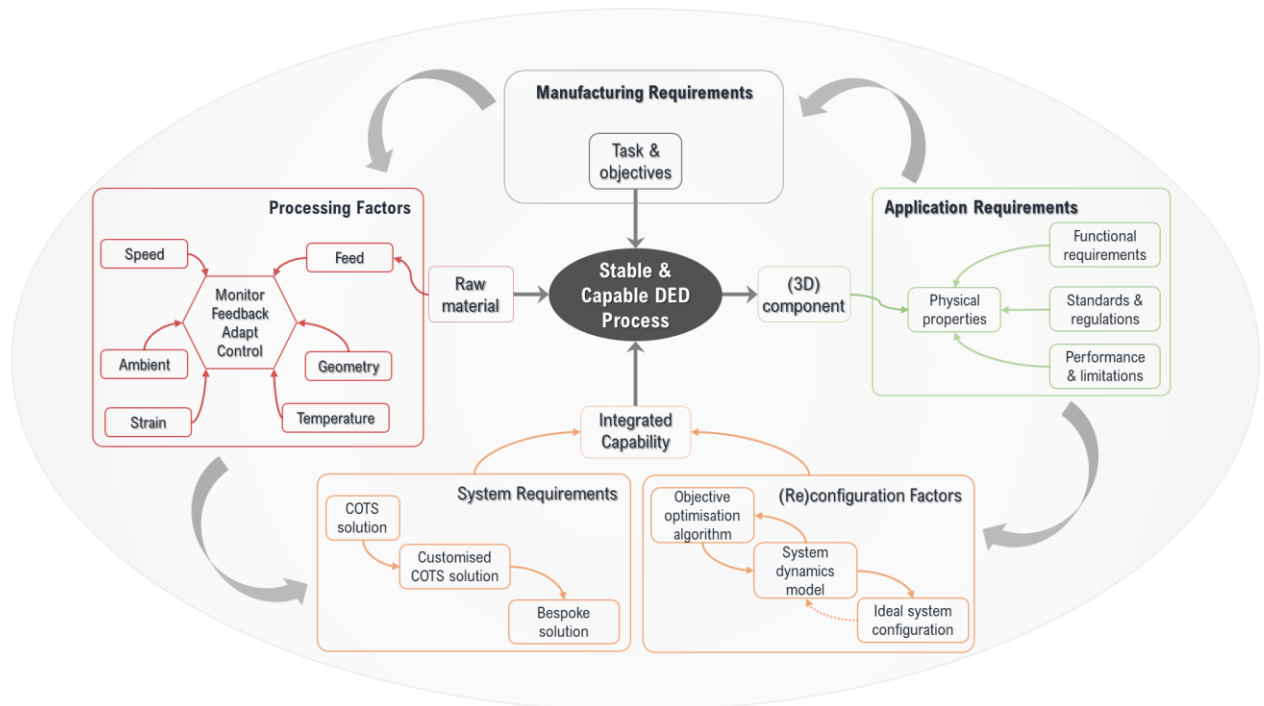 Manufacturing Requirements
Task &
objectives
Processing Factors
Speed
Feed
Monitor
Feedback
Adapt
Control
Ambient
Geometry
Strain
Temperature
Raw
material
Stable &
Capable DED
Process
(3D)
component
Application Requirements
Functional
requirements
Physical
properties
Standards &
regulations
Performance
& limitations
Integrated
Capability
System Requirements
COTS
solution
Customised
COTS solution
Bespoke
solution
(Re)configuration Factors
Objective
optimisation
algorithm
System
dynamics
model
Ideal system
configuration